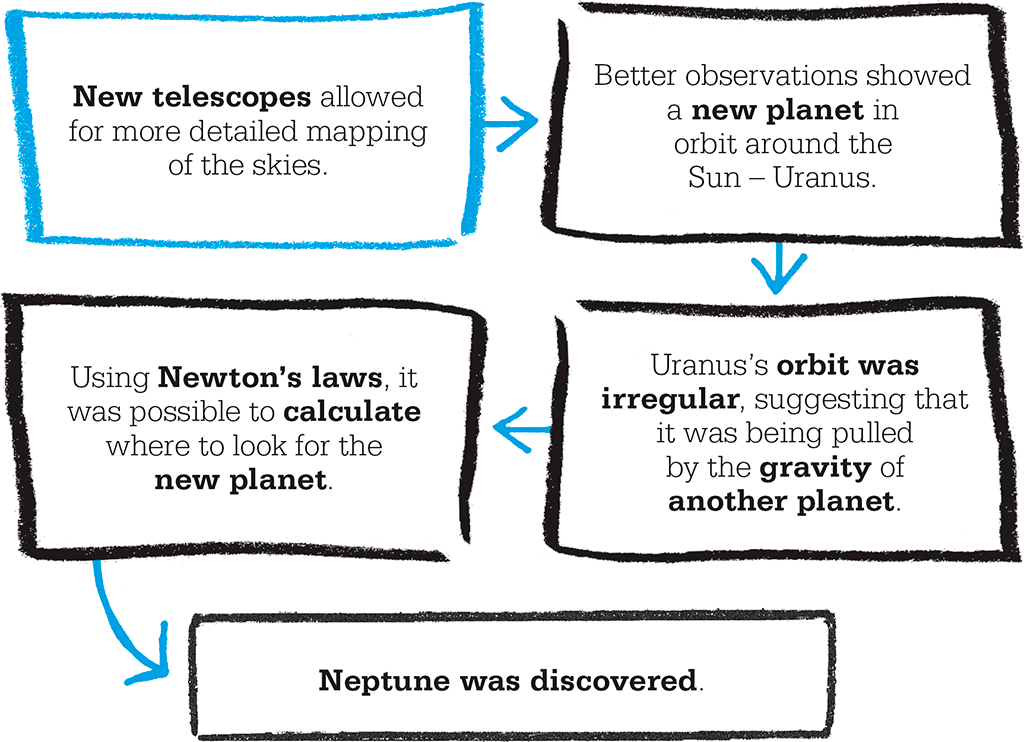 New telescopes allowed
for more detailed mapping
of the skies.
Better observations showed
a new planet in
orbit around the
Sun – Uranus.
Uranus’s orbit was
irregular, suggesting that
it was being pulled
by the gravity of
another planet.
Using Newton’s laws, it
was possible to calculate
where to look for the
new planet.
Neptune was discovered.